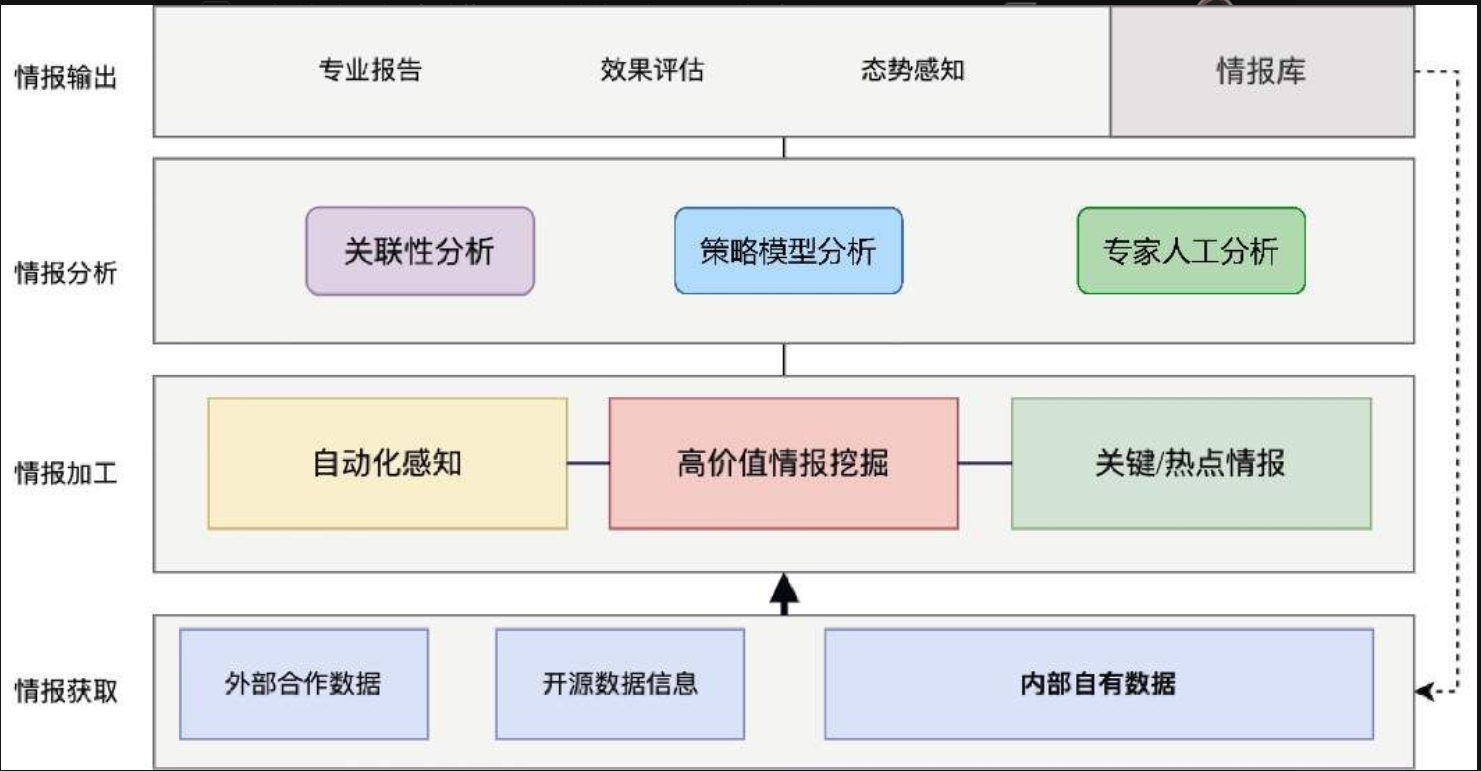 情报输出
专业报告
效果评估
态势感知
情报库
情报分析
关联性分析
策略模型分析
专家人工分析
情报加工
自动化感知
高价值情报挖掘
关键/热点情报
情报获取
外部合作数据
开源数据信息
内部自有数据